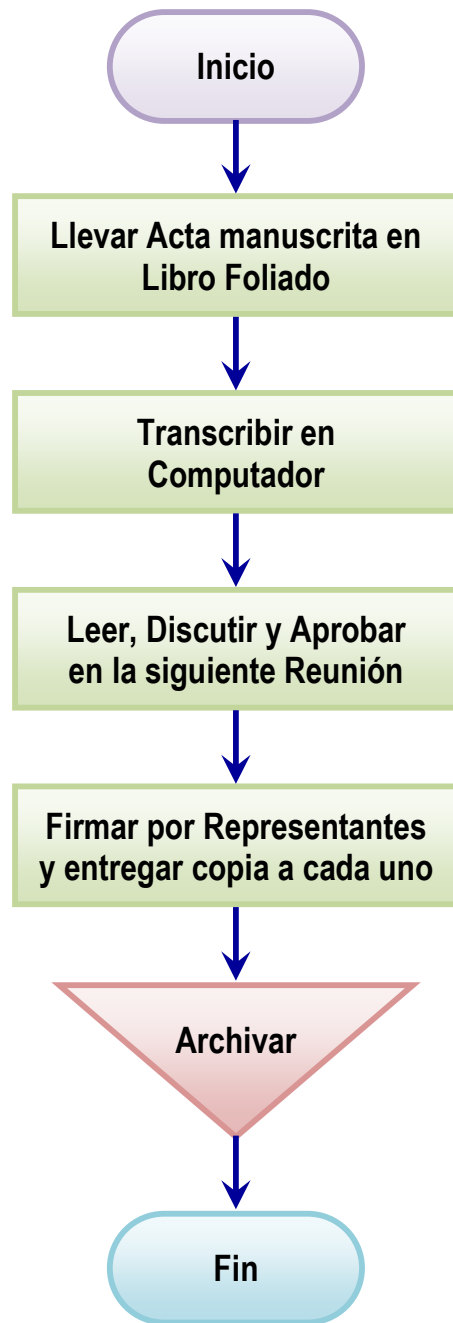 Inicio
Llevar Acta manuscrita en
Libro Foliado
Transcribir en
Computador
Leer, Discutir y Aprobar
en la siguiente Reunión
Firmar por Representantes
y entregar copia a cada uno
Archivar
Fin